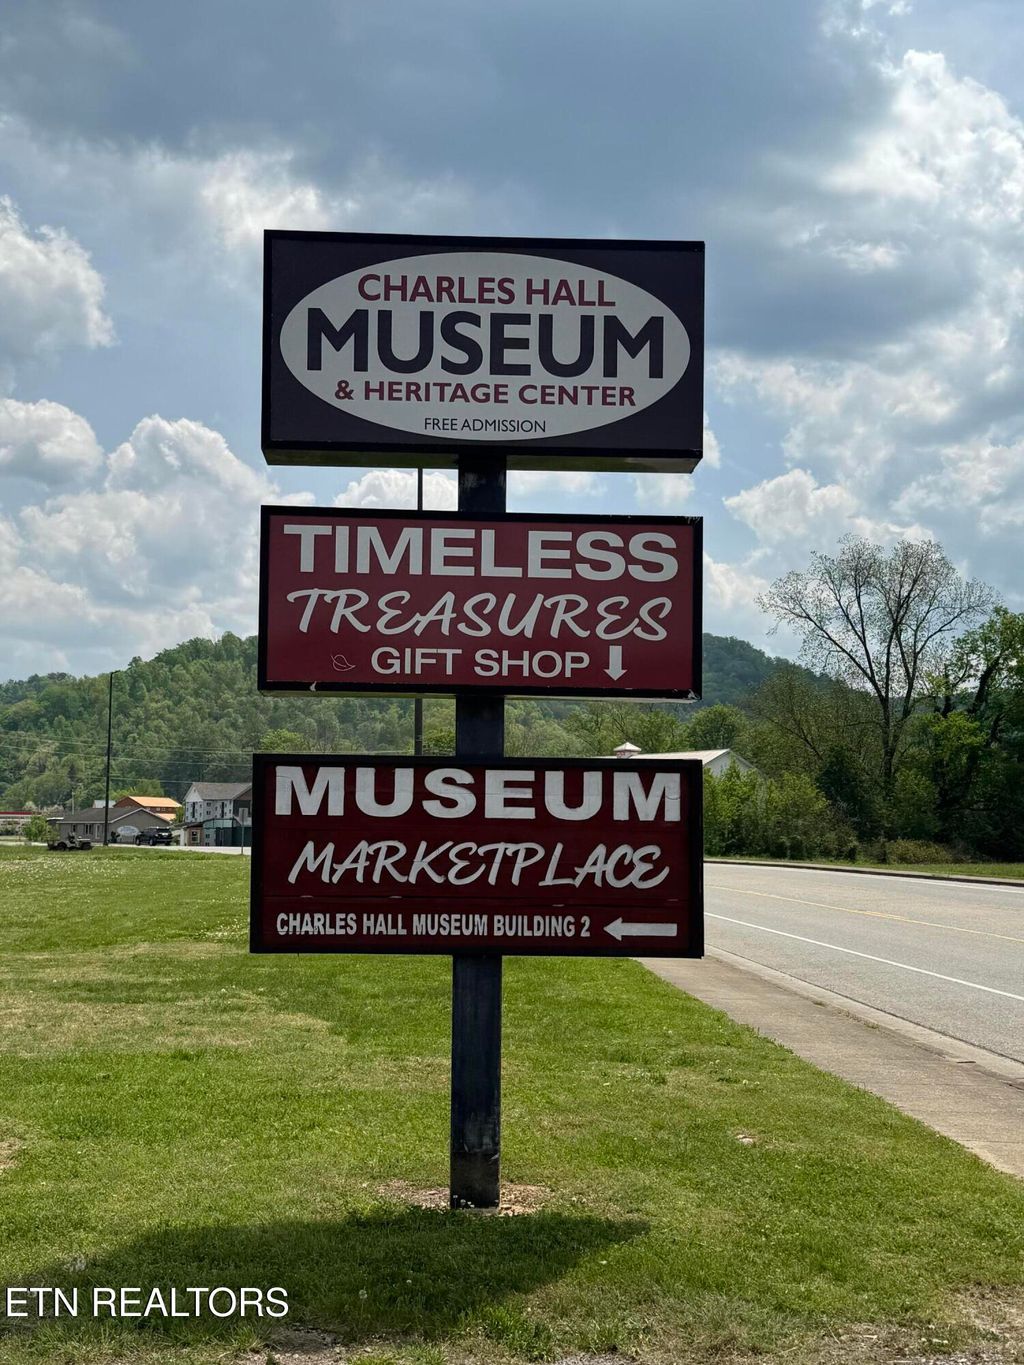 CHARLES HALL
MUSEUM
& HERITAGE CENTER
FREE ADMISSION
TIMELESS
TREASURES
GIFT SHOP
MUSEUM
MARKETPLACE
CHARLES HALL MUSEUM BUILDING 2
ETN REALTORS